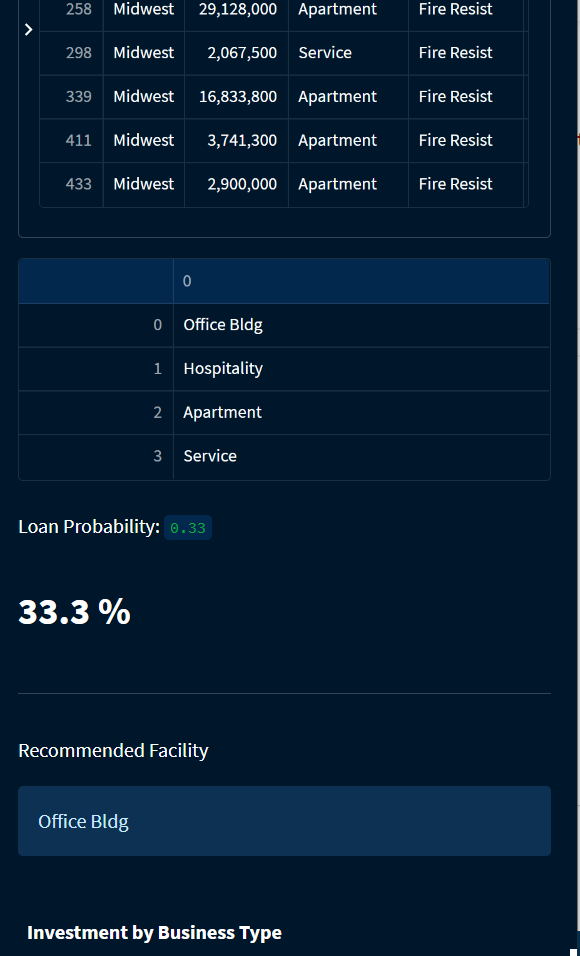 258 Midwest 29,128,000 Apartment Fire Resist
298 Midwest 2,067,500 Service Fire Resist
339 Midwest 16,833,800 Apartment Fire Resist
411 Midwest 3,741,300 Apartment Fire Resist
433 Midwest 2,900,000 Apartment Fire Resist
0
0 Office Bldg
1 Hospitality
2 Apartment
3 Service
Loan Probability: 0.33
33.3 %
Recommended Facility
Office Bldg
Investment by Business Type